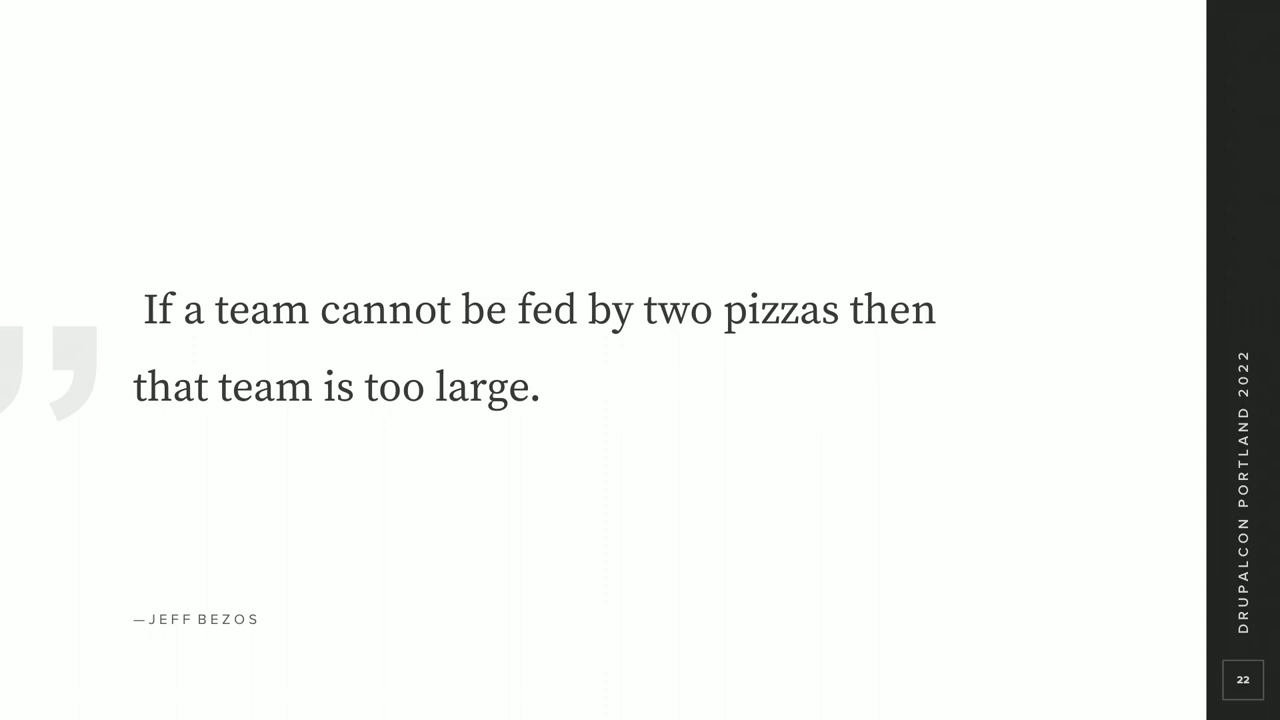 ”
If a team cannot be fed by two pizzas then
that team is too large.
—JEFF BEZOS
DRUPALCON PORTLAND 2022
22